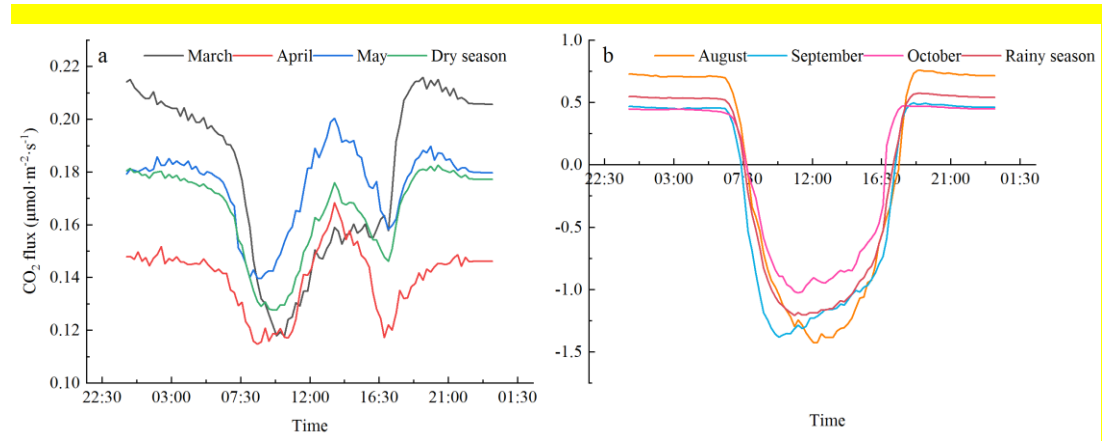 a March April May Dry season
0.22
0.20
0.18
0.16
0.14
0.12
0.10
CO2 flux (μmol·m-2·s-1)
22:30 03:00 07:30 12:00 16:30 21:00 01:30
Time
b August September October Rainy season
1.0
0.5
0.0
-0.5
-1.0
-1.5
22:30 03:00 07:30 12:00 16:30 21:00 01:30
Time